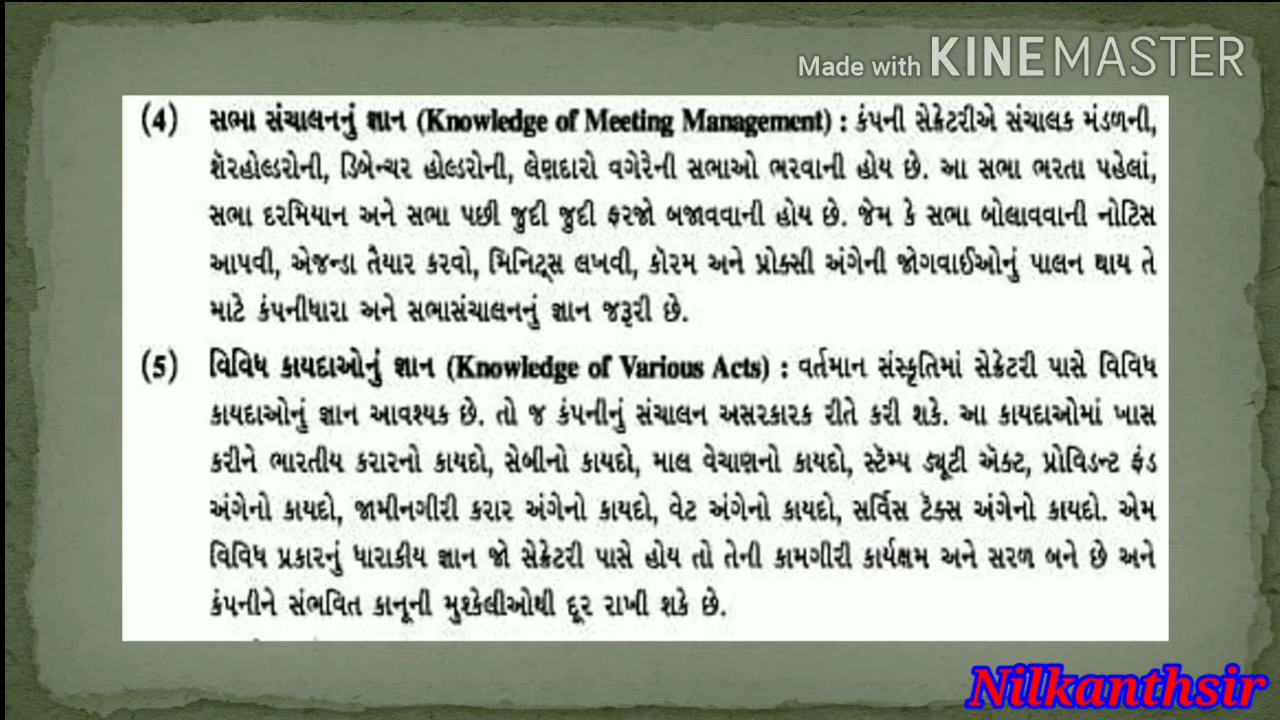 Made with KINEMASTER
(4) સભા સંચાલનનું જ્ઞાન (Knowledge of Meeting Management) : કંપની સેક્રેટરીએ સંચાલક મંડળની,
શૅરહોલ્ડરોની, ડિબેન્ચર હોલ્ડરોની, લેણદારો વગેરેની સભાઓ ભરવાની હોય છે. આ સભા ભરતા પહેલાં,
સભા દરમિયાન અને સભા પછી જુદી જુદી ફરજો બજાવવાની હોય છે. જેમ કે સભા બોલાવવાની નોટિસ
આપવી, એજન્ડા તૈયાર કરવો, મિનિટ્સ લખવી, કૉરમ અને પ્રોક્સી અંગેની જોગવાઈઓનું પાલન થાય તે
માટે કંપનીધારા અને સભાસંચાલનનું જ્ઞાન જરૂરી છે.
(5) વિવિધ કાયદાઓનું જ્ઞાન (Knowledge of Various Acts) : વર્તમાન સંસ્કૃતિમાં સેક્રેટરી પાસે વિવિધ
કાયદાઓનું જ્ઞાન આવશ્યક છે. તો જ કંપનીનું સંચાલન અસરકારક રીતે કરી શકે. આ કાયદાઓમાં ખાસ
કરીને ભારતીય કરારનો કાયદો, સેબીનો કાયદો, માલ વેચાણનો કાયદો, સ્ટૅમ્પ ડ્યૂટી ઍક્ટ, પ્રોવિડન્ટ ફંડ
અંગેનો કાયદો, જામીનગીરી કરાર અંગેનો કાયદો, વેટ અંગેનો કાયદો, સર્વિસ ટૅક્સ અંગેનો કાયદો. એમ
વિવિધ પ્રકારનું ધારાકીય જ્ઞાન જો સેક્રેટરી પાસે હોય તો તેની કામગીરી કાર્યક્ષમ અને સરળ બને છે અને
કંપનીને સંભવિત કાનૂની મુશ્કેલીઓથી દૂર રાખી શકે છે.
Nilkanthsir